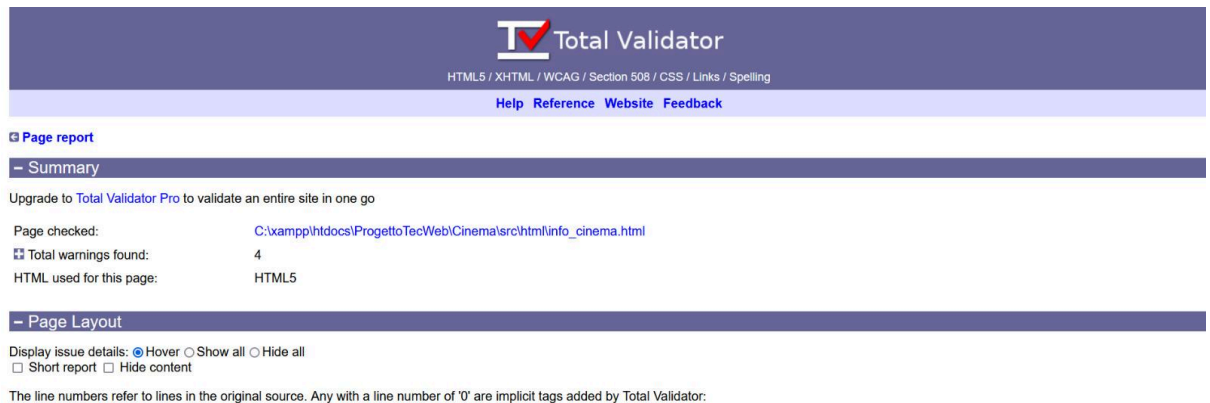 Total Validator
HTML5 / XHTML / WCAG / Section 508 / CSS / Links / Spelling
Help Reference Website Feedback
Page report
– Summary
Upgrade to Total Validator Pro to validate an entire site in one go
Page checked: C:\xampp\htdocs\ProgettoTecWeb\Cinema\src\html\info_cinema.html
Total warnings found: 4
HTML used for this page: HTML5
– Page Layout
Display issue details: Hover Show all Hide all
Short report Hide content
The line numbers refer to lines in the original source. Any with a line number of '0' are implicit tags added by Total Validator: